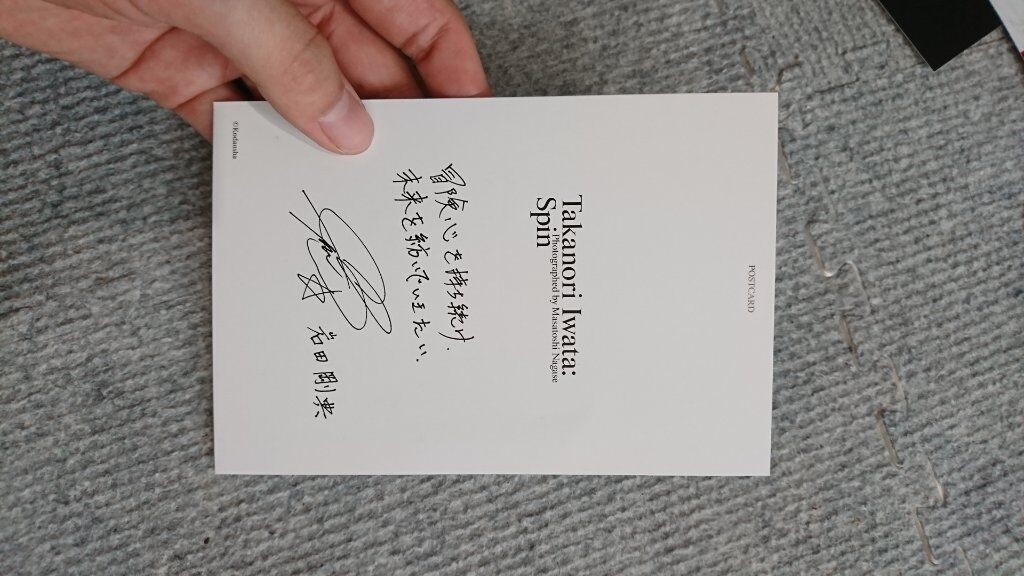 POSTCARD
Takanori Iwata:
Spin
Photographed by Masatoshi Nagase
冒険心を持ち続け、
未来を紡いでいきたい。
岩田剛典
©Kodansha